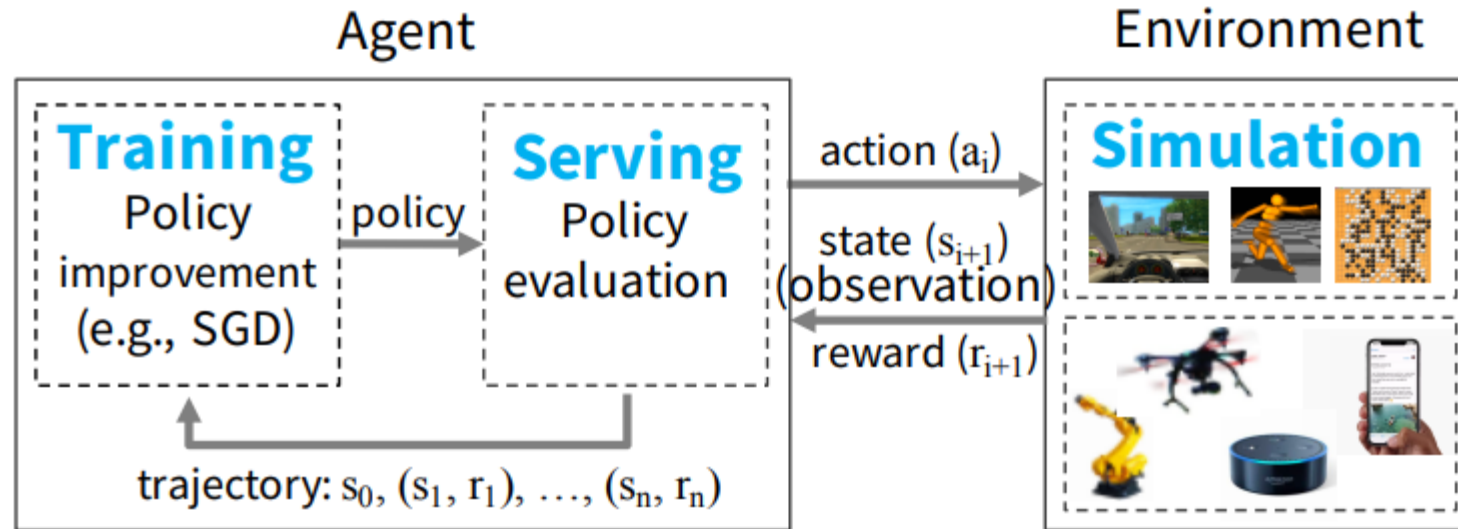 Agent
Environment
Training
Policy
improvement
(e.g., SGD)
policy
Serving
Policy
evaluation
action (aᵢ)
state (sᵢ₊₁)
(observation)
reward (rᵢ₊₁)
Simulation
trajectory: s₀, (s₁, r₁), …, (sₙ, rₙ)